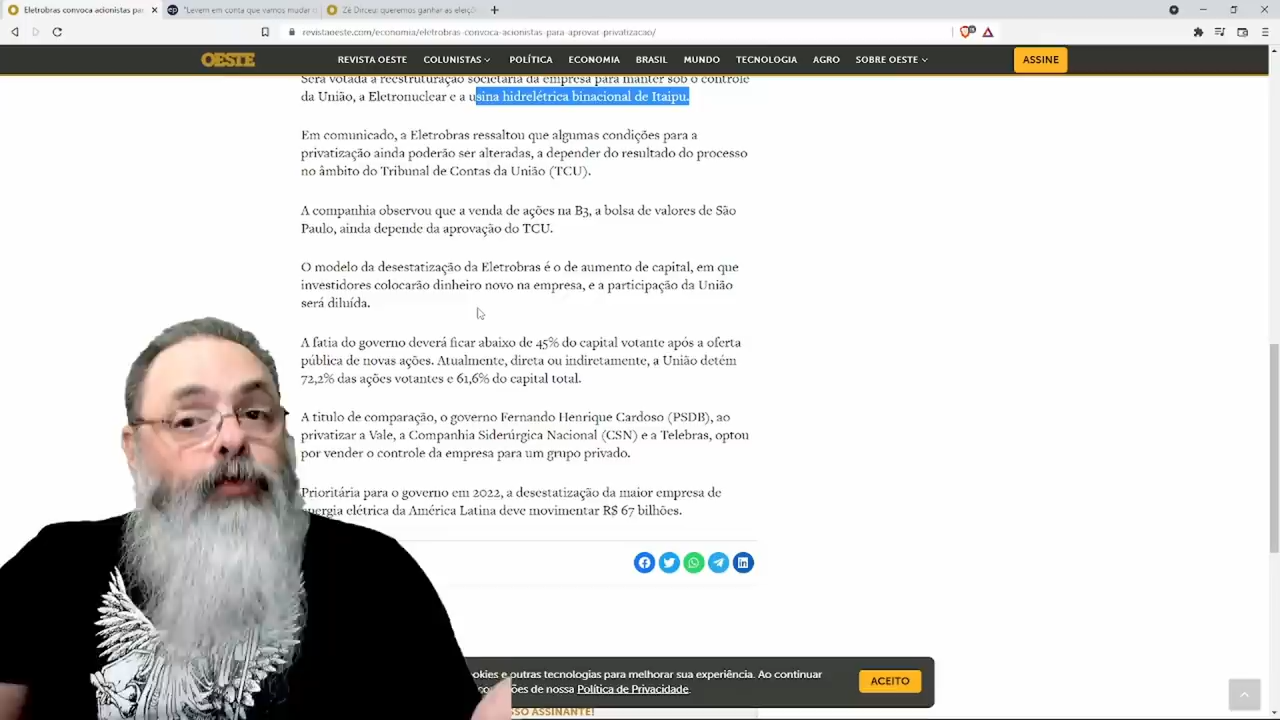 Eletrobras convoca acionistas pa
"Levem em conta que vamos mudar
Zé Dirceu: queremos ganhar as eleiçõ
revistaoeste.com/economia/eletrobras-convoca-acionistas-para-aprovar-privatizacao/
OESTE
REVISTA OESTE
COLUNISTAS
POLÍTICA
ECONOMIA
BRASIL
MUNDO
TECNOLOGIA
AGRO
SOBRE OESTE
ASSINE
Será votada a reestruturação societária da empresa para manter sob o controle
da União, a Eletronuclear e a usina hidrelétrica binacional de Itaipu.
Em comunicado, a Eletrobras ressaltou que algumas condições para a
privatização ainda poderão ser alteradas, a depender do resultado do processo
no âmbito do Tribunal de Contas da União (TCU).
A companhia observou que a venda de ações na B3, a bolsa de valores de São
Paulo, ainda depende da aprovação do TCU.
O modelo da desestatização da Eletrobras é o de aumento de capital, em que
investidores colocarão dinheiro novo na empresa, e a participação da União
será diluída.
A fatia do governo deverá ficar abaixo de 45% do capital votante após a oferta
pública de novas ações. Atualmente, direta ou indiretamente, a União detém
72,2% das ações votantes e 61,6% do capital total.
A titulo de comparação, o governo Fernando Henrique Cardoso (PSDB), ao
privatizar a Vale, a Companhia Siderúrgica Nacional (CSN) e a Telebras, optou
por vender o controle da empresa para um grupo privado.
Prioritária para o governo em 2022, a desestatização da maior empresa de
energia elétrica da América Latina deve movimentar R$ 67 bilhões.
okies e outras tecnologias para melhorar sua experiência. Ao continuar
condições de nossa Política de Privacidade.
ACEITO
SO ASSINANTE!